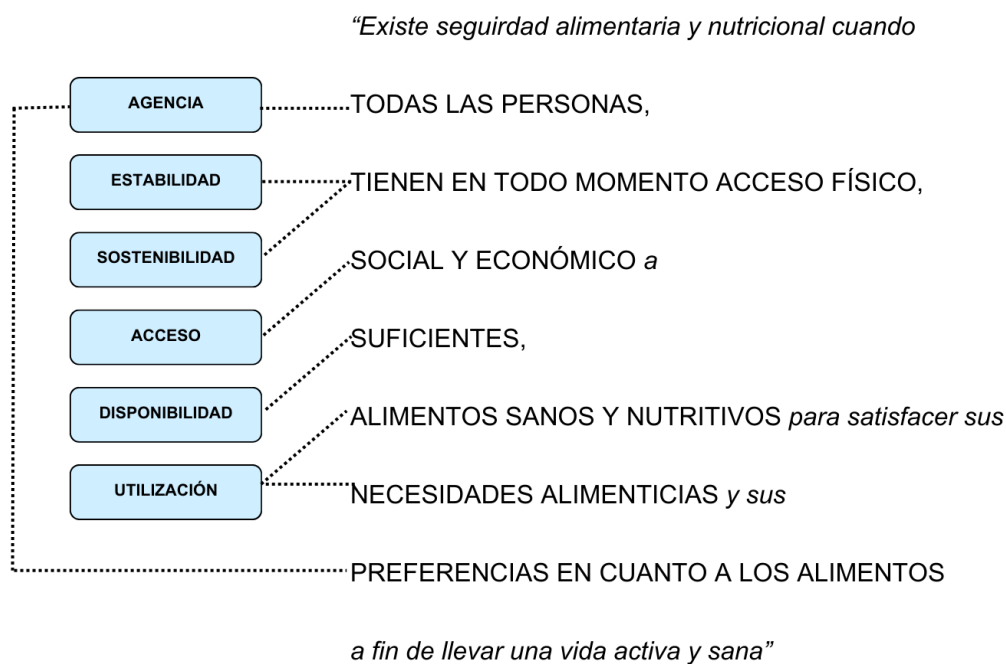 “Existe seguirdad alimentaria y nutricional cuando
AGENCIA
TODAS LAS PERSONAS,
ESTABILIDAD
TIENEN EN TODO MOMENTO ACCESO FÍSICO,
SOSTENIBILIDAD
SOCIAL Y ECONÓMICO a
ACCESO
SUFICIENTES,
DISPONIBILIDAD
ALIMENTOS SANOS Y NUTRITIVOS para satisfacer sus
UTILIZACIÓN
NECESIDADES ALIMENTICIAS y sus
PREFERENCIAS EN CUANTO A LOS ALIMENTOS
a fin de llevar una vida activa y sana”